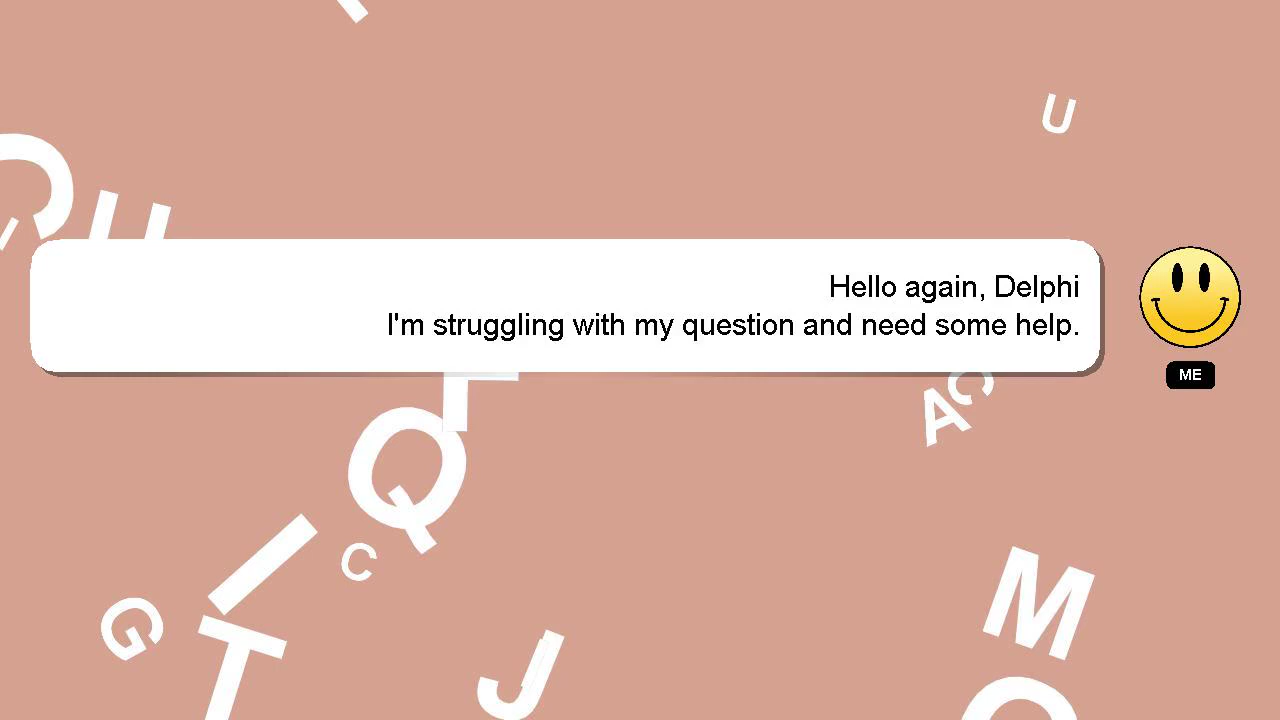 U
U
Hello again, Delphi
I'm struggling with my question and need some help.
ME
A
C
Q
I
C
G
T
J
M